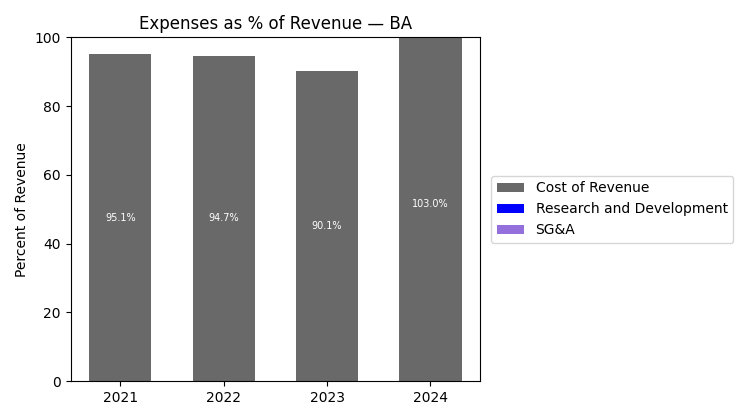 Expenses as % of Revenue — BA
Percent of Revenue
100
80
60
40
20
0
95.1%
94.7%
90.1%
103.0%
2021
2022
2023
2024
Cost of Revenue
Research and Development
SG&A